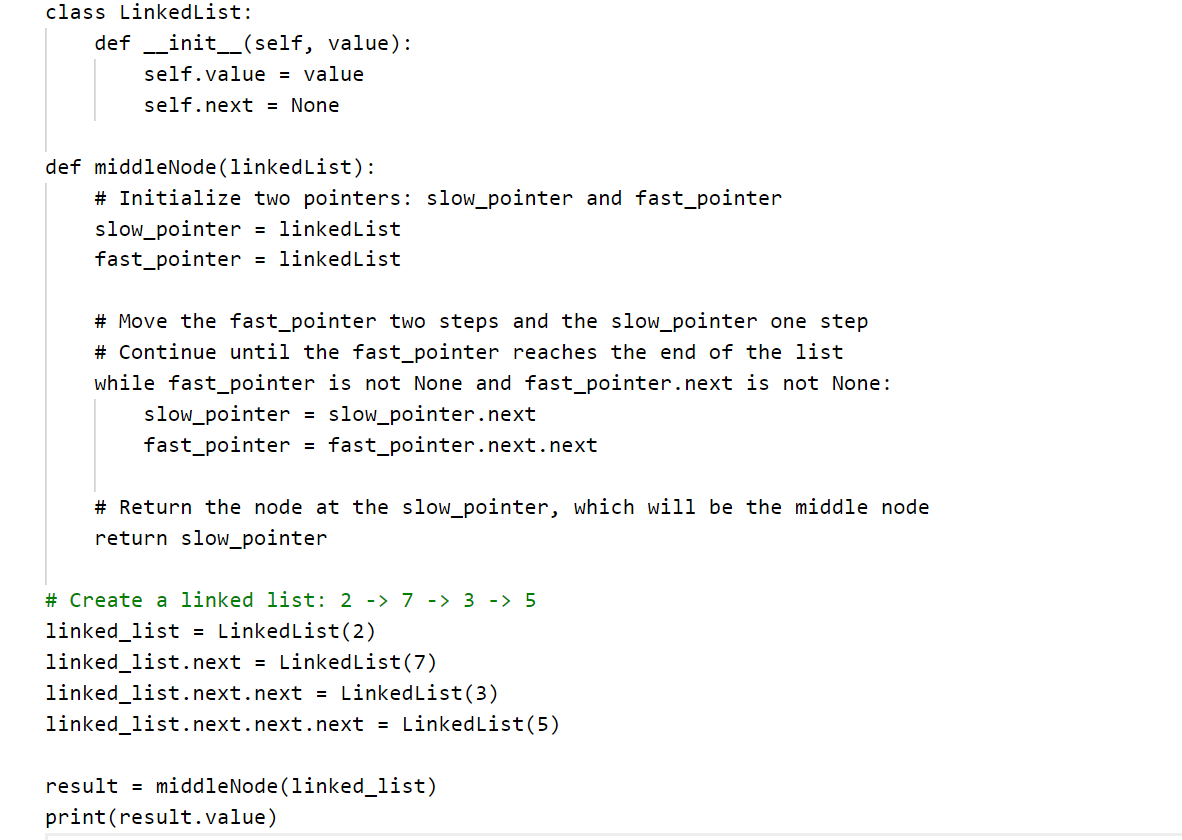 class LinkedList:
    def __init__(self, value):
        self.value = value
        self.next = None

def middleNode(linkedList):
    # Initialize two pointers: slow_pointer and fast_pointer
    slow_pointer = linkedList
    fast_pointer = linkedList

    # Move the fast_pointer two steps and the slow_pointer one step
    # Continue until the fast_pointer reaches the end of the list
    while fast_pointer is not None and fast_pointer.next is not None:
        slow_pointer = slow_pointer.next
        fast_pointer = fast_pointer.next.next

    # Return the node at the slow_pointer, which will be the middle node
    return slow_pointer

# Create a linked list: 2 -> 7 -> 3 -> 5
linked_list = LinkedList(2)
linked_list.next = LinkedList(7)
linked_list.next.next = LinkedList(3)
linked_list.next.next.next = LinkedList(5)

result = middleNode(linked_list)
print(result.value)